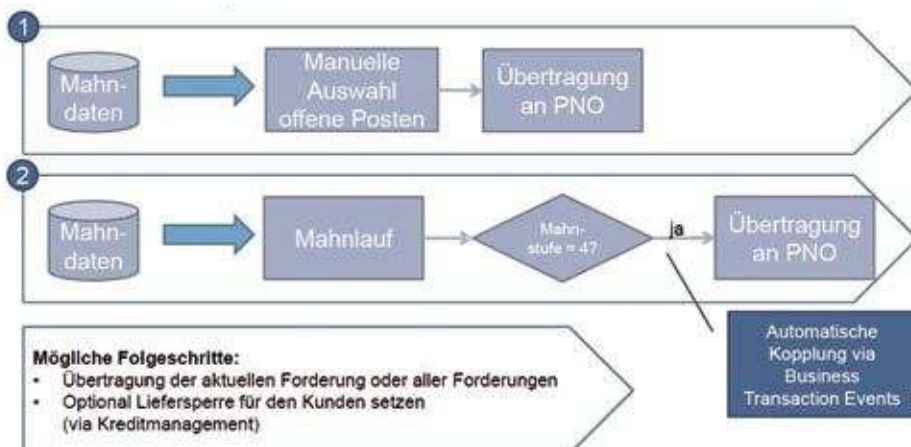 1
Mahn-
daten
Manuelle
Auswahl
offene Posten
Übertragung
an PNO
2
Mahn-
daten
Mahnlauf
Mahn-
stufe = 4?
ja
Übertragung
an PNO
Automatische
Kopplung via
Business
Transaction Events
Mögliche Folgeschritte:
• Übertragung der aktuellen Forderung oder aller Forderungen
• Optional Liefersperre für den Kunden setzen
(via Kreditmanagement)